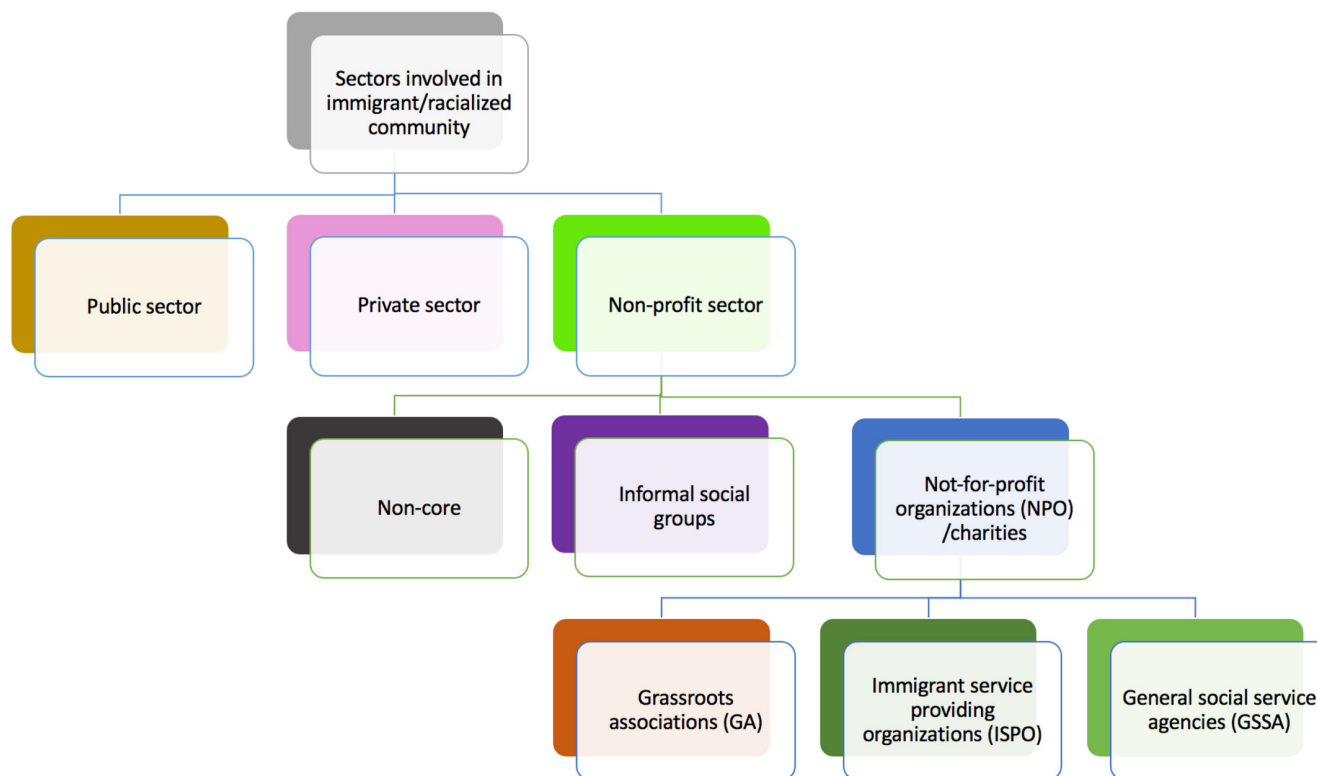 Sectors involved in
immigrant/racialized
community
Public sector
Private sector
Non-profit sector
Non-core
Informal social
groups
Not-for-profit
organizations (NPO)
/charities
Grassroots
associations (GA)
Immigrant service
providing
organizations (ISPO)
General social service
agencies (GSSA)